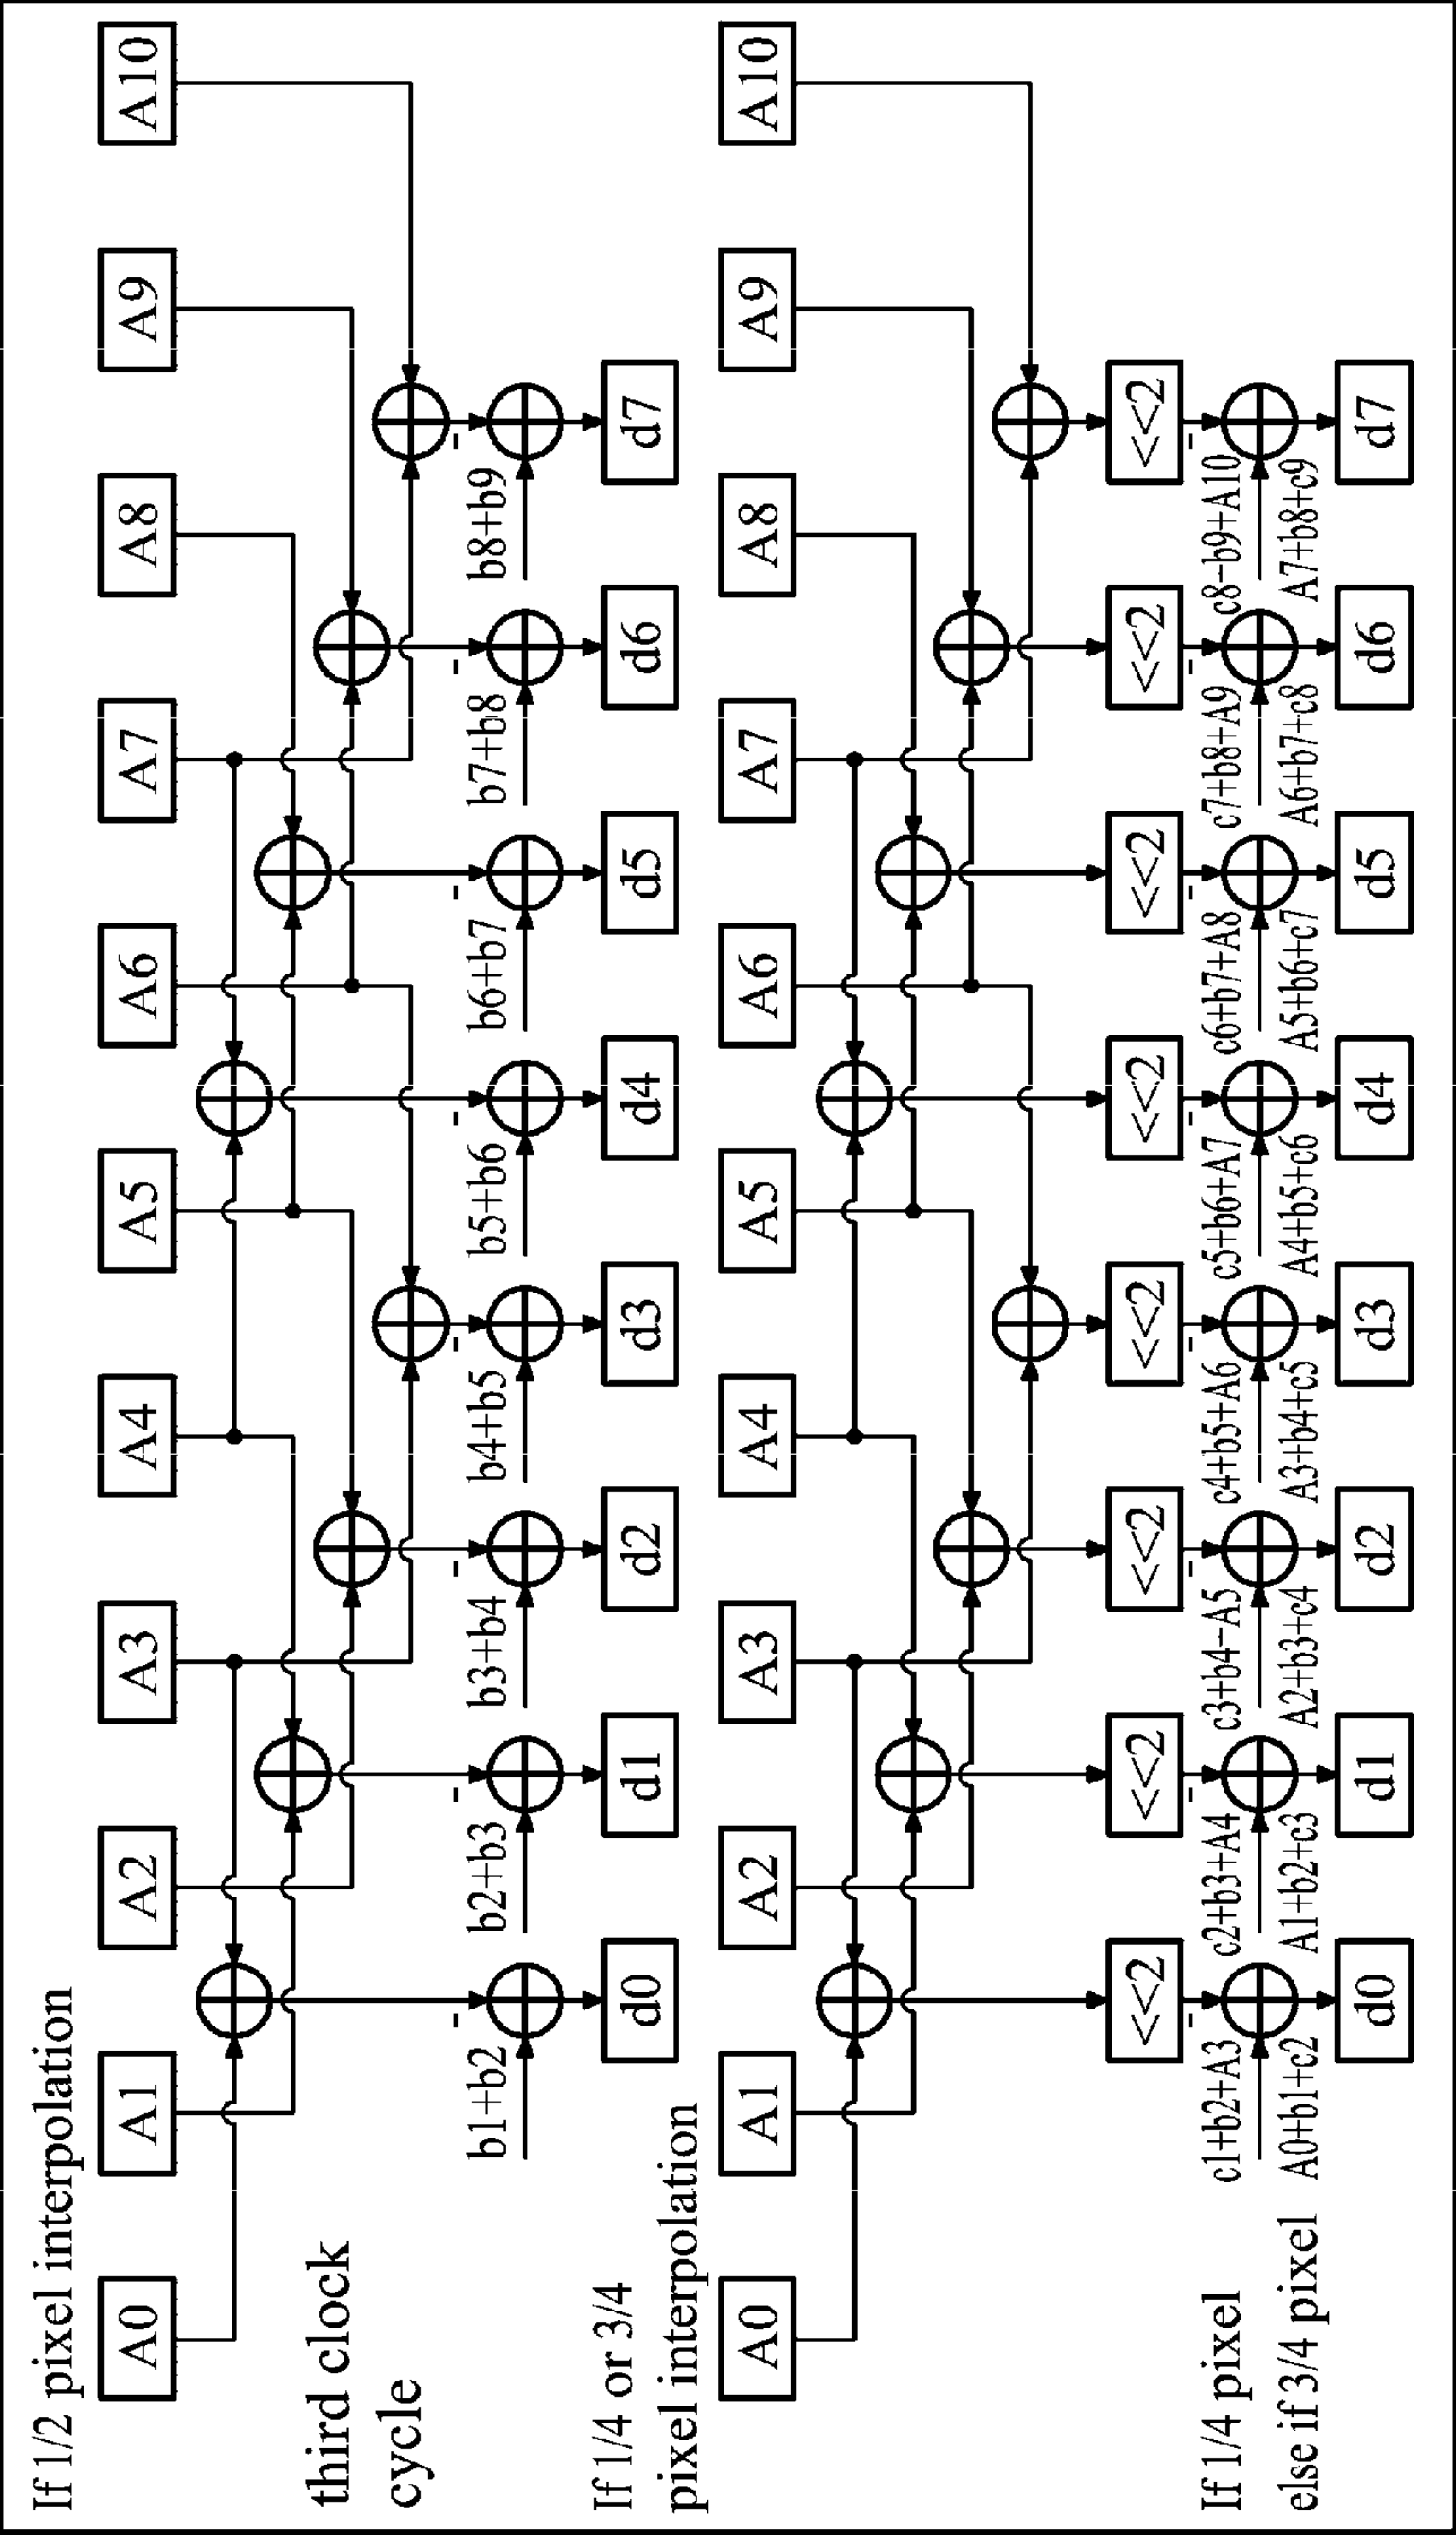 If 1/2 pixel interpolation
A0 A1 A2 A3 A4 A5 A6 A7 A8 A9 A10
third clock
cycle
- - - - - - - -
b1+b2 b2+b3 b3+b4 b4+b5 b5+b6 b6+b7 b7+b8 b8+b9
d0 d1 d2 d3 d4 d5 d6 d7
If 1/4 or 3/4
pixel interpolation
A0 A1 A2 A3 A4 A5 A6 A7 A8 A9 A10
<<2 <<2 <<2 <<2 <<2 <<2 <<2 <<2
- - - - - - - -
If 1/4 pixel c1+b2+A3 c2+b3+A4 c3+b4-A5 c4+b5+A6 c5+b6+A7 c6+b7+A8 c7+b8+A9 c8-b9+A10
else if 3/4 pixel A0+b1+c2 A1+b2+c3 A2+b3+c4 A3+b4+c5 A4+b5+c6 A5+b6+c7 A6+b7+c8 A7+b8+c9
d0 d1 d2 d3 d4 d5 d6 d7